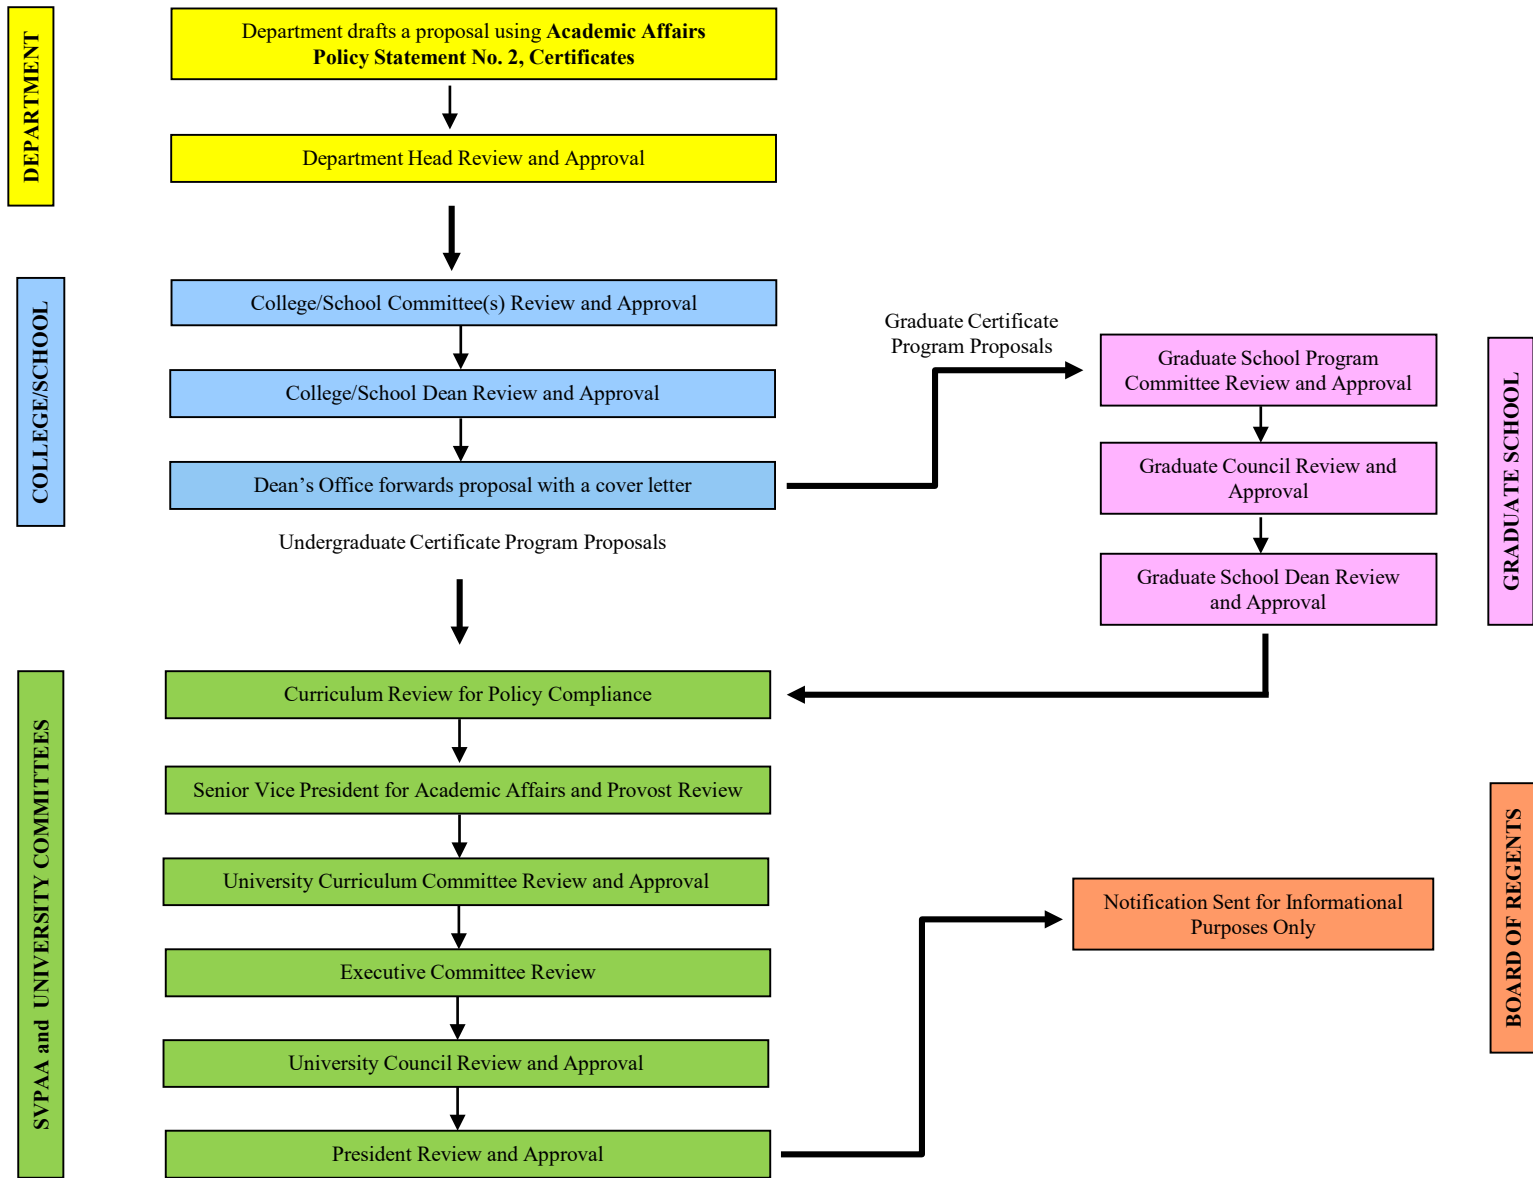 DEPARTMENT
Department drafts a proposal using Academic Affairs
Policy Statement No. 2, Certificates
Department Head Review and Approval
COLLEGE/SCHOOL
College/School Committee(s) Review and Approval
College/School Dean Review and Approval
Dean’s Office forwards proposal with a cover letter
Graduate Certificate
Program Proposals
Undergraduate Certificate Program Proposals
Graduate School Program
Committee Review and Approval
Graduate Council Review and
Approval
Graduate School Dean Review
and Approval
GRADUATE SCHOOL
SVPAA and UNIVERSITY COMMITTEES
Curriculum Review for Policy Compliance
Senior Vice President for Academic Affairs and Provost Review
University Curriculum Committee Review and Approval
Executive Committee Review
University Council Review and Approval
President Review and Approval
Notification Sent for Informational
Purposes Only
BOARD OF REGENTS